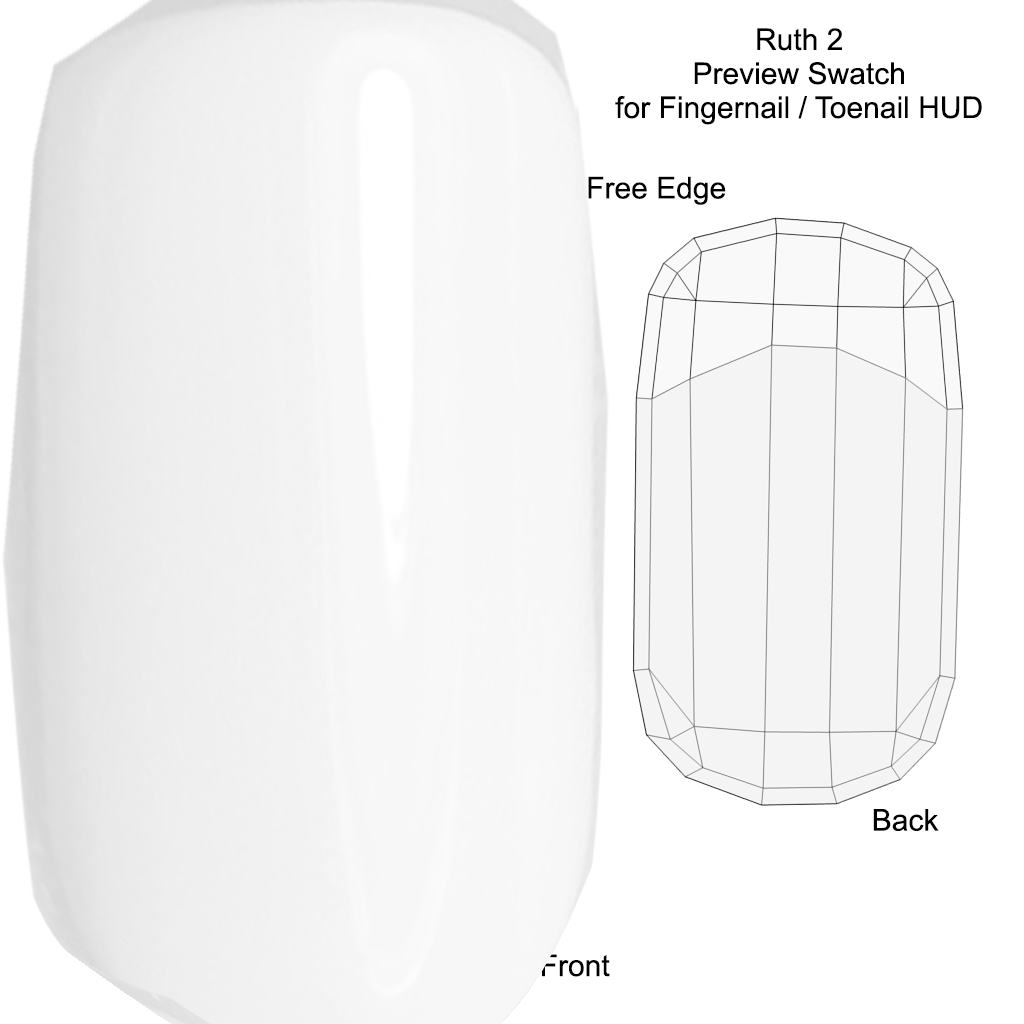 Ruth 2
Preview Swatch
for Fingernail / Toenail HUD
Free Edge
Back
Front